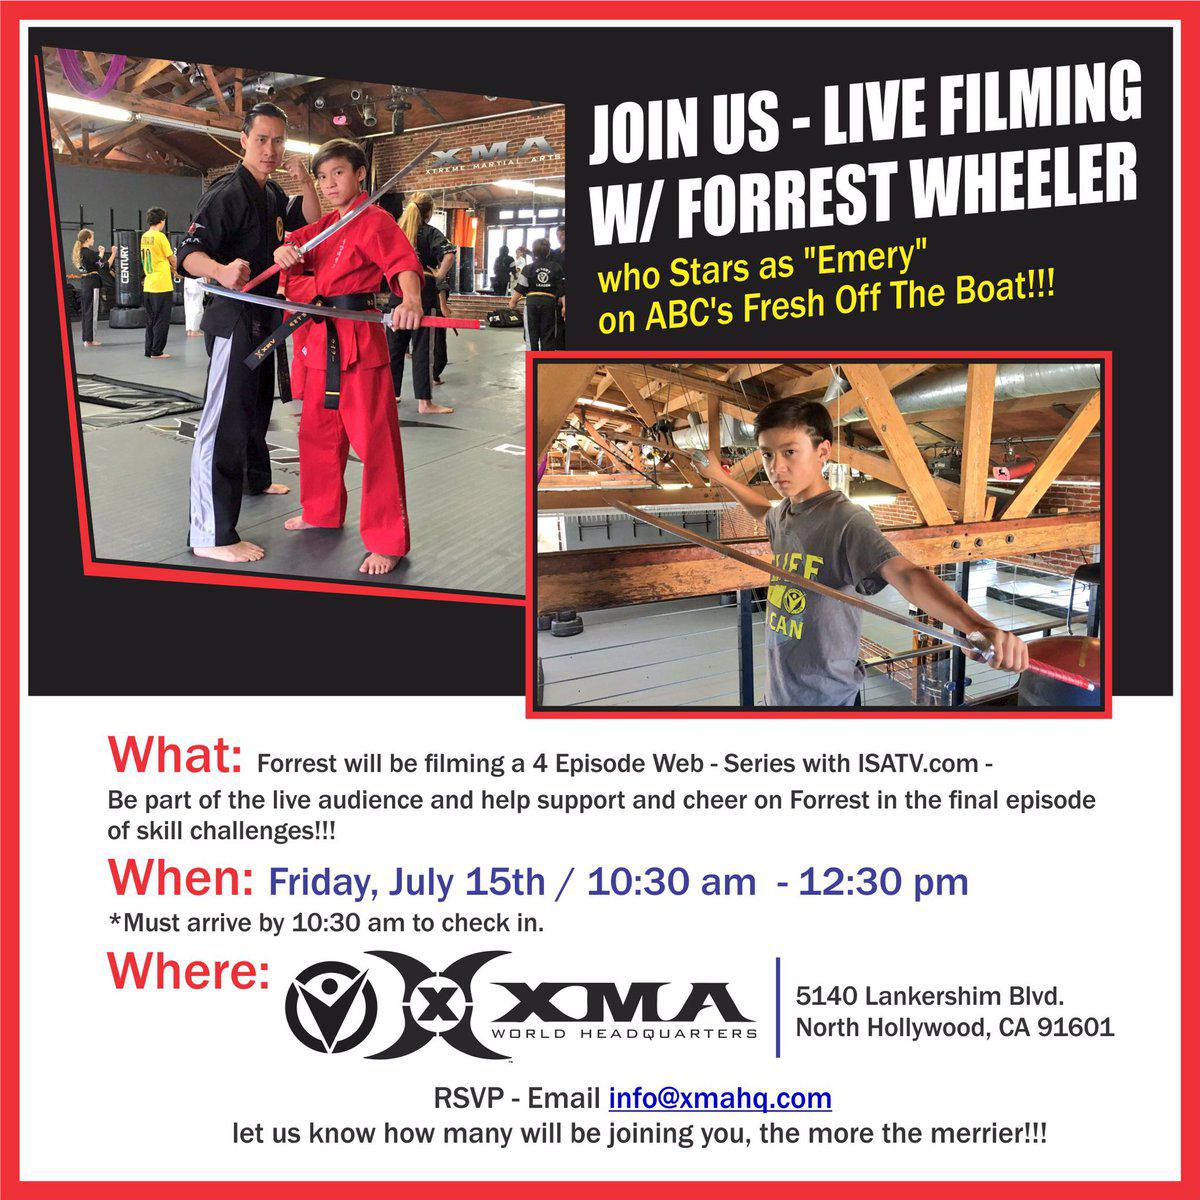 XMA
XTREME MARTIAL ARTS
CENTURY
10
XMA
JOIN US - LIVE FILMING
W/ FORREST WHEELER
who Stars as "Emery"
on ABC's Fresh Off The Boat!!!
CAN
What: Forrest will be filming a 4 Episode Web - Series with ISATV.com -
Be part of the live audience and help support and cheer on Forrest in the final episode
of skill challenges!!!
When: Friday, July 15th / 10:30 am - 12:30 pm
*Must arrive by 10:30 am to check in.
Where:
X XMA
WORLD HEADQUARTERS
™
5140 Lankershim Blvd.
North Hollywood, CA 91601
RSVP - Email info@xmahq.com
let us know how many will be joining you, the more the merrier!!!